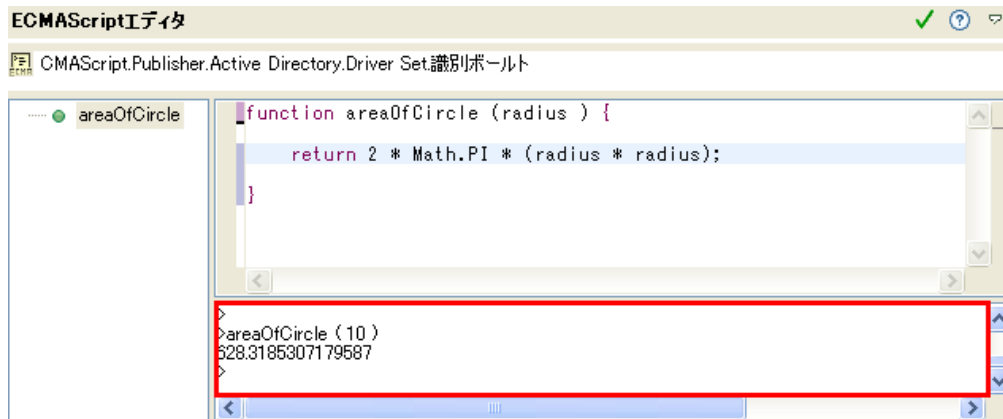 ECMAScriptエディタ
ECMA CMAScript.Publisher.Active Directory.Driver Set.識別ボールト
areaOfCircle
function areaOfCircle (radius ) {
return 2 * Math.PI * (radius * radius);
}
>
>areaOfCircle ( 10 )
628.3185307179587
>